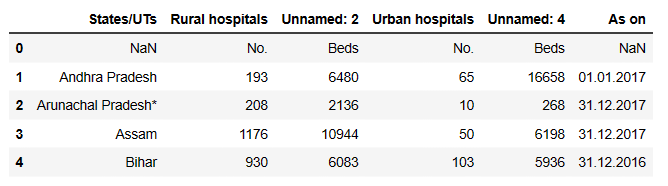 States/UTs Rural hospitals Unnamed: 2 Urban hospitals Unnamed: 4 As on
0 NaN No. Beds No. Beds NaN
1 Andhra Pradesh 193 6480 65 16658 01.01.2017
2 Arunachal Pradesh* 208 2136 10 268 31.12.2017
3 Assam 1176 10944 50 6198 31.12.2017
4 Bihar 930 6083 103 5936 31.12.2016